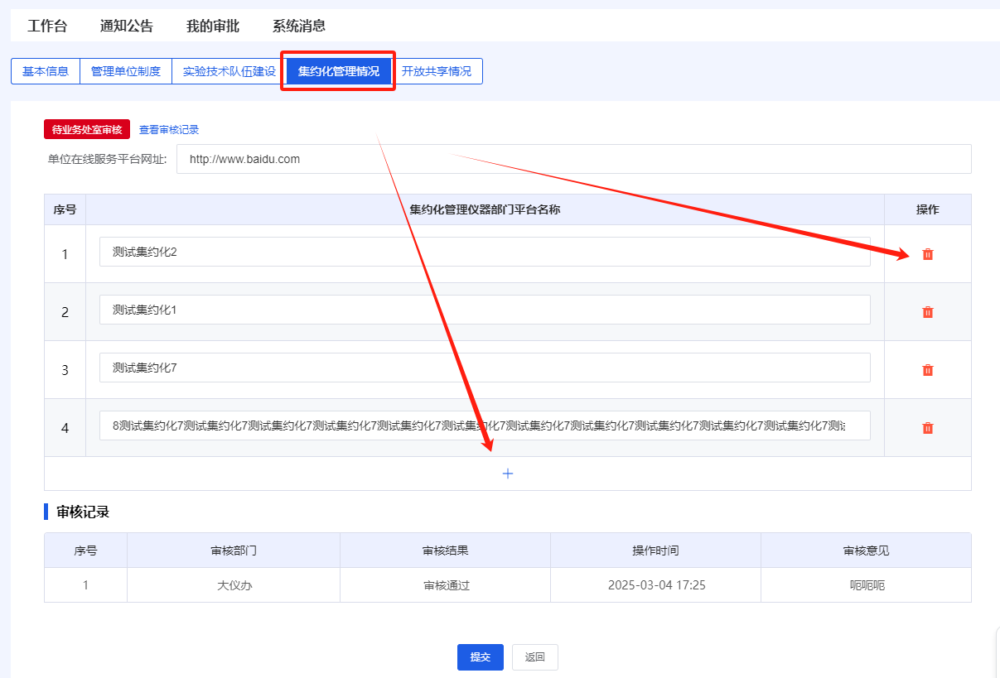 工作台 通知公告 我的审批 系统消息
基本信息 管理单位制度 实验技术队伍建设 集约化管理情况 开放共享情况
待业务处室审核 查看审核记录
单位在线服务平台网址: http://www.baidu.com
序号 集约化管理仪器部门平台名称 操作
1 测试集约化2
2 测试集约化1
3 测试集约化7
4 8测试集约化7测试集约化7测试集约化7测试集约化7测试集约化7测试集约化7测试集约化7测试集约化7测试集约化7测试集约化7测试集约化7测试
+
审核记录
序号 审核部门 审核结果 操作时间 审核意见
1 大仪办 审核通过 2025-03-04 17:25 呃呃呃
提交 返回